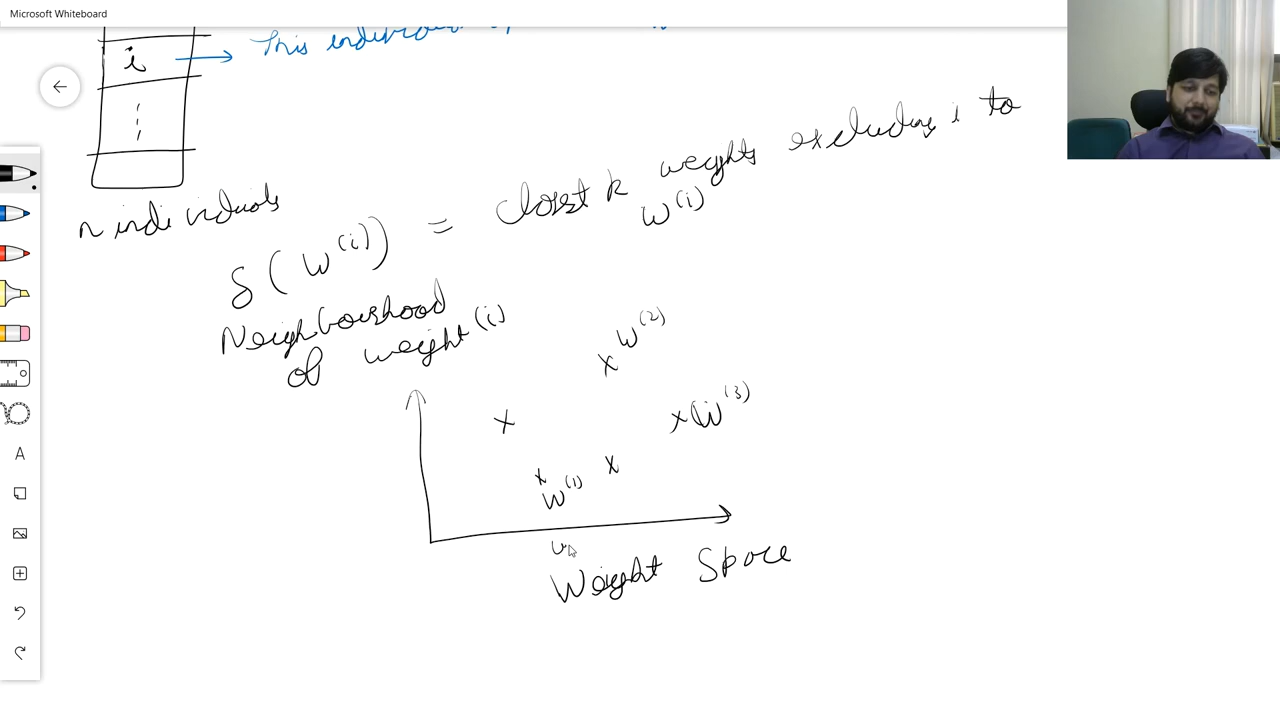 Microsoft Whiteboard
This individual
i
n individuals
δ(w^(i)) = closest k weights excluding i to w^(i)
Neighbourhood
of weight (i)
x w^(2)
x
x w^(3)
x
x
w^(1)
Weight Space
A